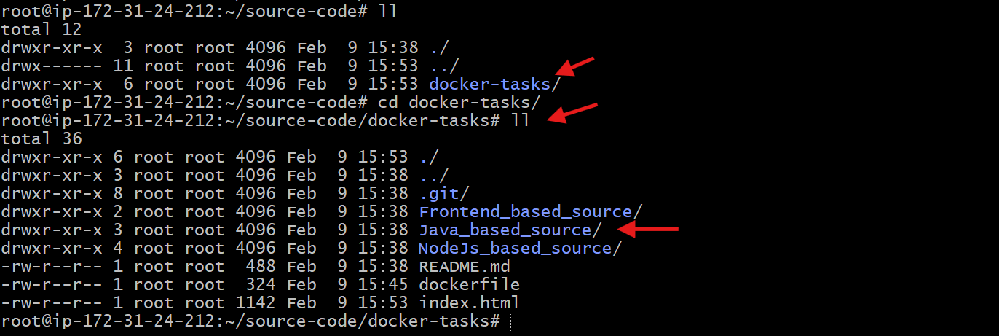 root@ip-172-31-24-212:~/source-code# ll
total 12
drwxr-xr-x  3 root root 4096 Feb  9 15:38 ./
drwx------ 11 root root 4096 Feb  9 15:53 ../
drwxr-xr-x  6 root root 4096 Feb  9 15:53 docker-tasks/
root@ip-172-31-24-212:~/source-code# cd docker-tasks/
root@ip-172-31-24-212:~/source-code/docker-tasks# ll
total 36
drwxr-xr-x 6 root root 4096 Feb  9 15:53 ./
drwxr-xr-x 3 root root 4096 Feb  9 15:38 ../
drwxr-xr-x 8 root root 4096 Feb  9 15:38 .git/
drwxr-xr-x 2 root root 4096 Feb  9 15:38 Frontend_based_source/
drwxr-xr-x 3 root root 4096 Feb  9 15:38 Java_based_source/
drwxr-xr-x 4 root root 4096 Feb  9 15:38 NodeJs_based_source/
-rw-r--r-- 1 root root  488 Feb  9 15:38 README.md
-rw-r--r-- 1 root root  324 Feb  9 15:45 dockerfile
-rw-r--r-- 1 root root 1142 Feb  9 15:53 index.html
root@ip-172-31-24-212:~/source-code/docker-tasks#